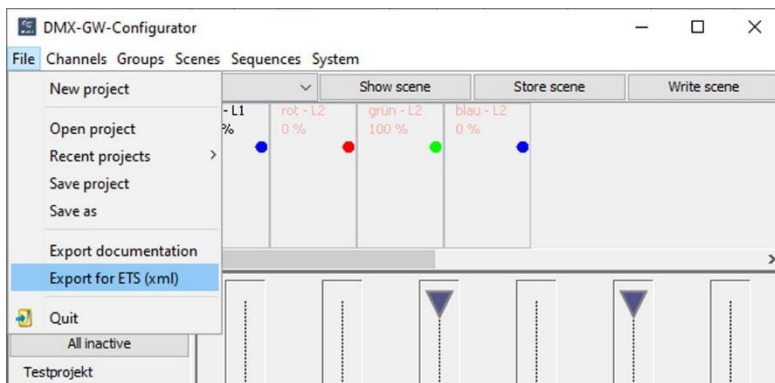 DMX-GW-Configurator
File Channels Groups Scenes Sequences System
New project
Open project
Recent projects
Save project
Save as
Export documentation
Export for ETS (xml)
Quit
Show scene Store scene Write scene
- L1 rot - L2 grün - L2 blau - L2
% 0 % 100 % 0 %
All inactive
Testprojekt